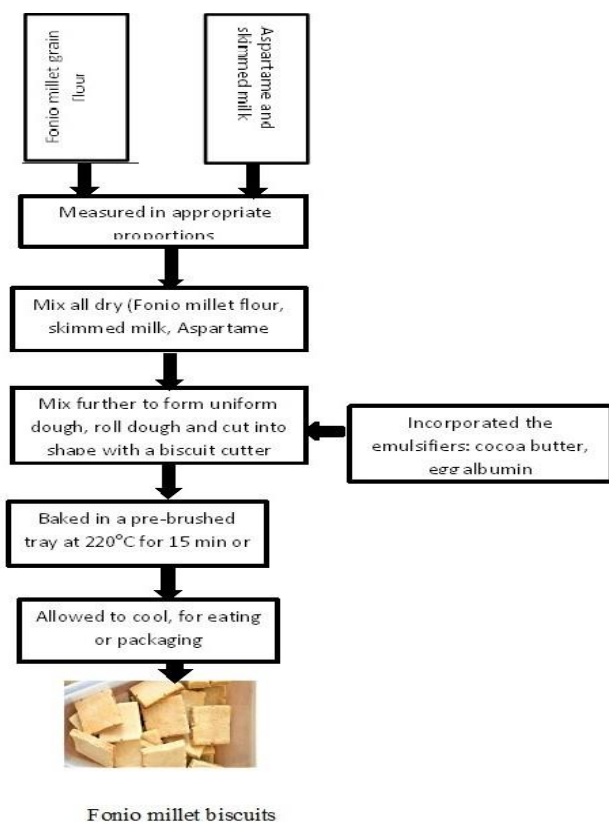 Fonio millet grain
flour
Aspartame and
skimmed milk
Measured in appropriate
proportions
Mix all dry (Fonio millet flour,
skimmed milk, Aspartame
Mix further to form uniform
dough, roll dough and cut into
shape with a biscuit cutter
Incorporated the
emulsifiers: cocoa butter,
egg albumin
Baked in a pre-brushed
tray at 220°C for 15 min or
Allowed to cool, for eating
or packaging
Fonio millet biscuits